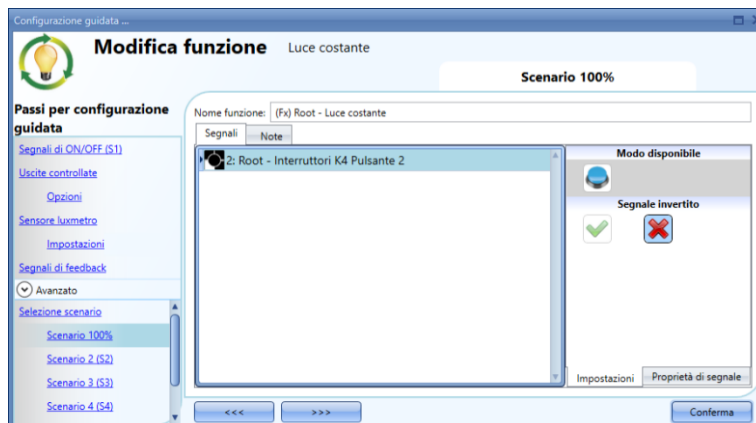 Configurazione guidata ...
Modifica funzione Luce costante
Scenario 100%
Passi per configurazione
guidata
Segnali di ON/OFF (S1)
Uscite controllate
Opzioni
Sensore luxmetro
Impostazioni
Segnali di feedback
Avanzato
Selezione scenario
Scenario 100%
Scenario 2 (S2)
Scenario 3 (S3)
Scenario 4 (S4)
Nome funzione: (Fx) Root - Luce costante
Segnali Note
2: Root - Interruttori K4 Pulsante 2
Modo disponibile
Segnale invertito
Impostazioni Proprietà di segnale
<<< >>> Conferma